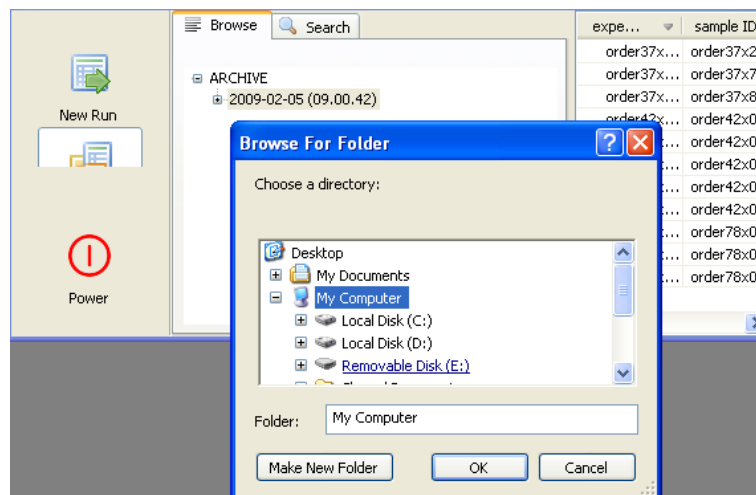 Browse
Search
expe...
sample ID
ARCHIVE
2009-02-05 (09.00.42)
New Run
Power
order37x... order37x2
order37x... order37x7
order37x... order37x8
order42x... order42x0
order42x0
order42x0
order42x0
order42x0
order78x0
order78x0
order78x0
Browse For Folder
Choose a directory:
Desktop
My Documents
My Computer
Local Disk (C:)
Local Disk (D:)
Removable Disk (E:)
Folder:
My Computer
Make New Folder
OK
Cancel